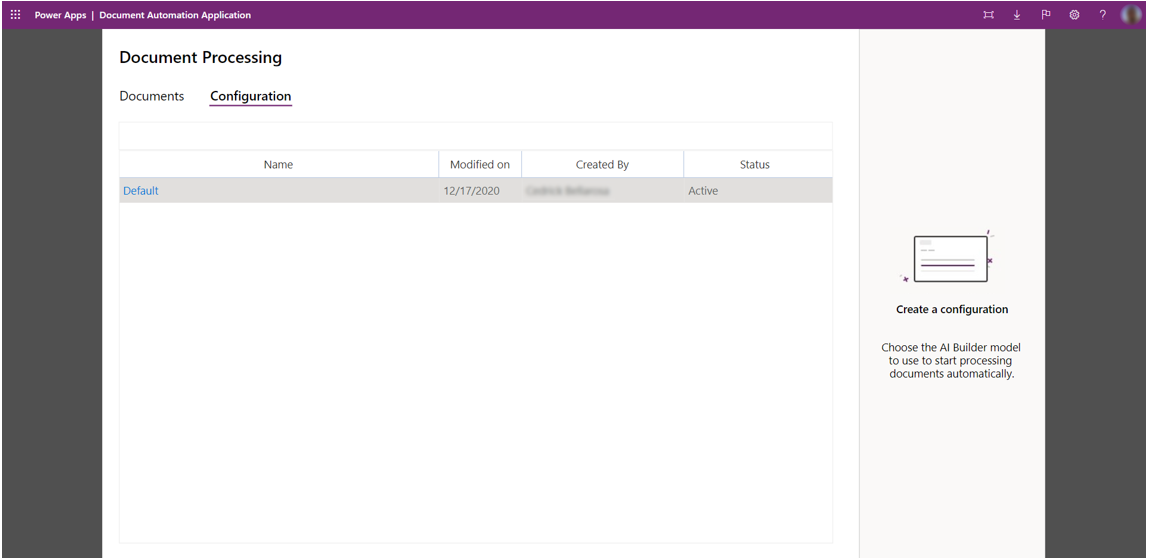 Power Apps | Document Automation Application ?
Document Processing
Documents Configuration
Name Modified on Created By Status
Default 12/17/2020 Active
Create a configuration
Choose the AI Builder model
to use to start processing
documents automatically.